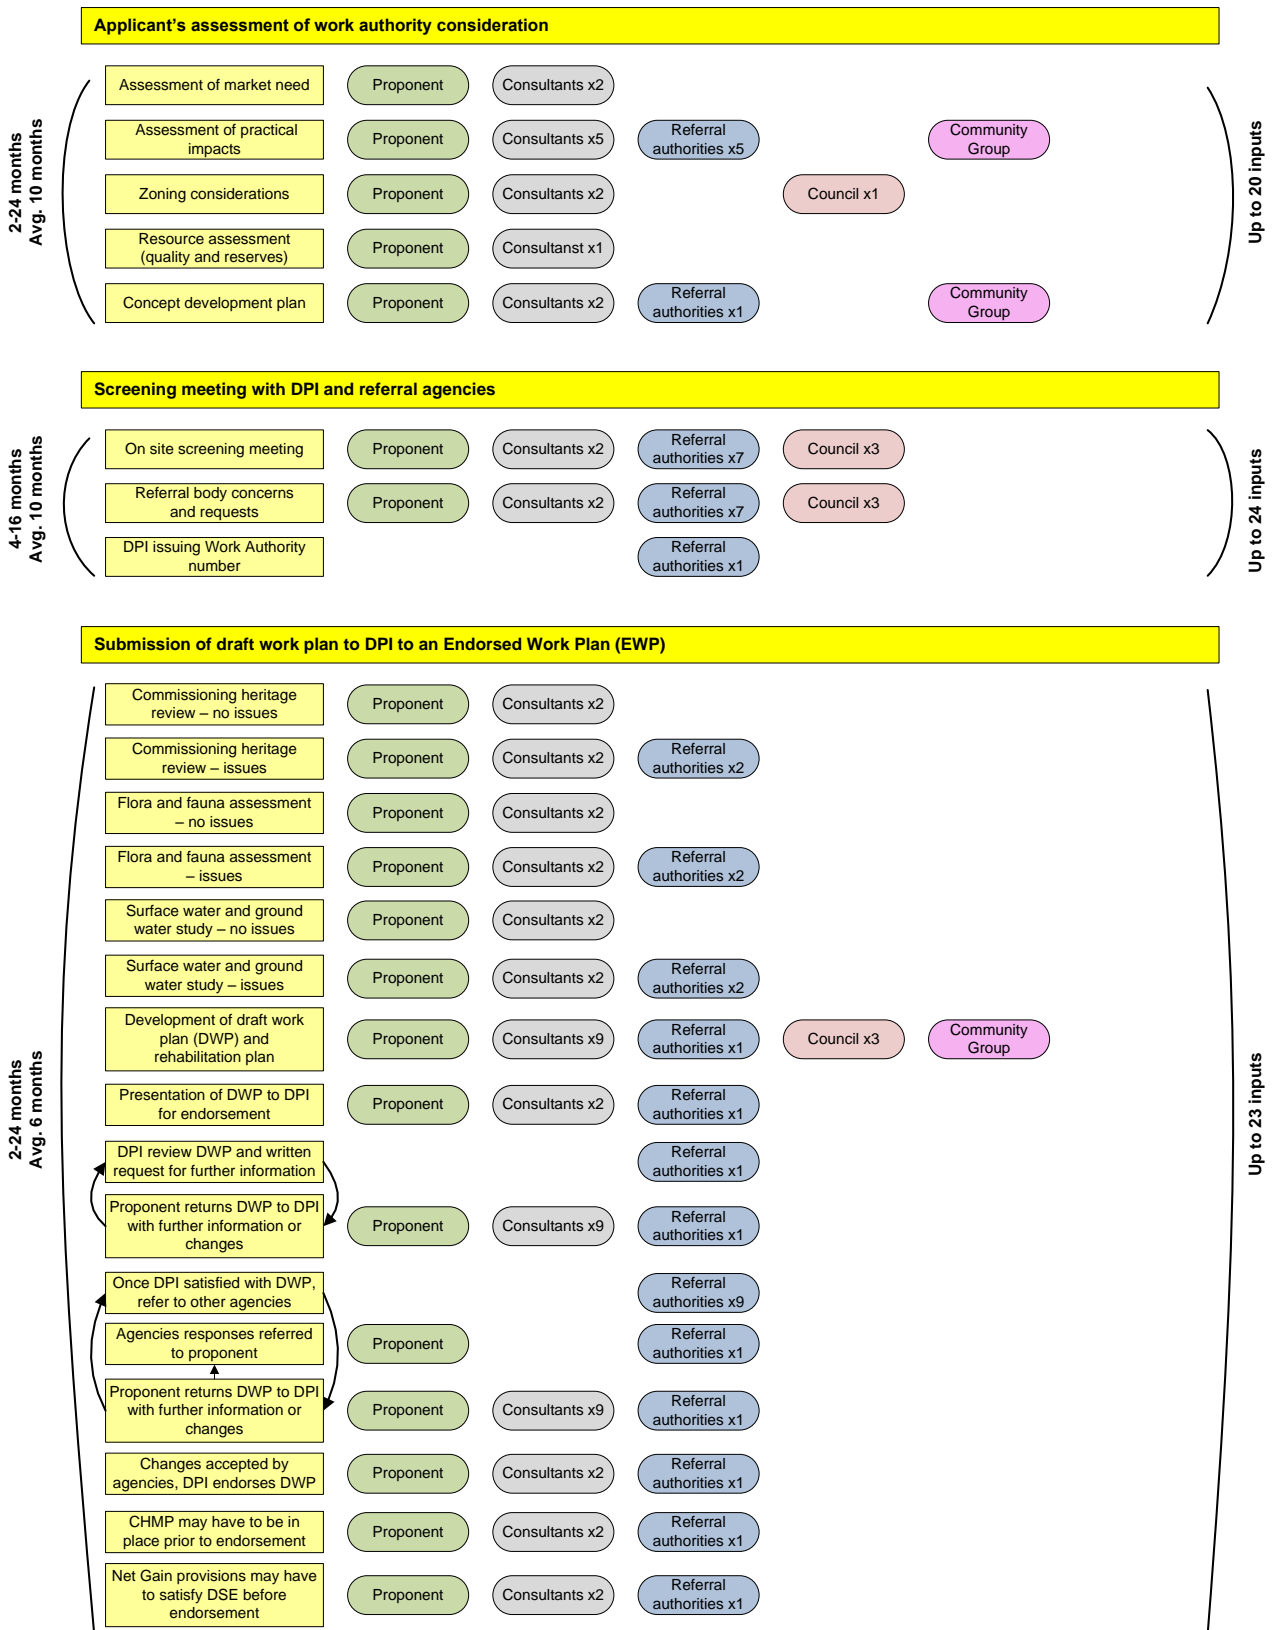 Applicant's assessment of work authority consideration
2-24 months
Avg. 10 months
Assessment of market need
Proponent
Consultants x2
Assessment of practical
impacts
Proponent
Consultants x5
Referral
authorities x5
Community
Group
Zoning considerations
Proponent
Consultants x2
Council x1
Resource assessment
(quality and reserves)
Proponent
Consultanst x1
Concept development plan
Proponent
Consultants x2
Referral
authorities x1
Community
Group
Up to 20 inputs
Screening meeting with DPI and referral agencies
4-16 months
Avg. 10 months
On site screening meeting
Proponent
Consultants x2
Referral
authorities x7
Council x3
Referral body concerns
and requests
Proponent
Consultants x2
Referral
authorities x7
Council x3
DPI issuing Work Authority
number
Referral
authorities x1
Up to 24 inputs
Submission of draft work plan to DPI to an Endorsed Work Plan (EWP)
2-24 months
Avg. 6 months
Commissioning heritage
review – no issues
Proponent
Consultants x2
Commissioning heritage
review – issues
Proponent
Consultants x2
Referral
authorities x2
Flora and fauna assessment
– no issues
Proponent
Consultants x2
Flora and fauna assessment
– issues
Proponent
Consultants x2
Referral
authorities x2
Surface water and ground
water study – no issues
Proponent
Consultants x2
Surface water and ground
water study – issues
Proponent
Consultants x2
Referral
authorities x2
Development of draft work
plan (DWP) and
rehabilitation plan
Proponent
Consultants x9
Referral
authorities x1
Council x3
Community
Group
Presentation of DWP to DPI
for endorsement
Proponent
Consultants x2
Referral
authorities x1
DPI review DWP and written
request for further information
Referral
authorities x1
Proponent returns DWP to DPI
with further information or
changes
Proponent
Consultants x9
Referral
authorities x1
Once DPI satisfied with DWP,
refer to other agencies
Referral
authorities x9
Agencies responses referred
to proponent
Proponent
Referral
authorities x1
Proponent returns DWP to DPI
with further information or
changes
Proponent
Consultants x9
Referral
authorities x1
Changes accepted by
agencies, DPI endorses DWP
Proponent
Consultants x2
Referral
authorities x1
CHMP may have to be in
place prior to endorsement
Proponent
Consultants x2
Referral
authorities x1
Net Gain provisions may have
to satisfy DSE before
endorsement
Proponent
Consultants x2
Referral
authorities x1
Up to 23 inputs